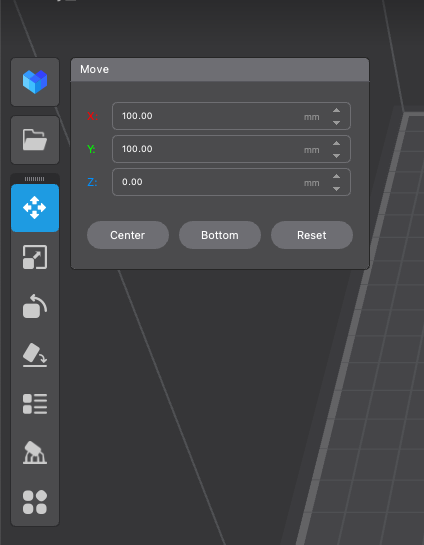 Move
X: 100.00 mm
Y: 100.00 mm
Z: 0.00 mm
Center Bottom Reset